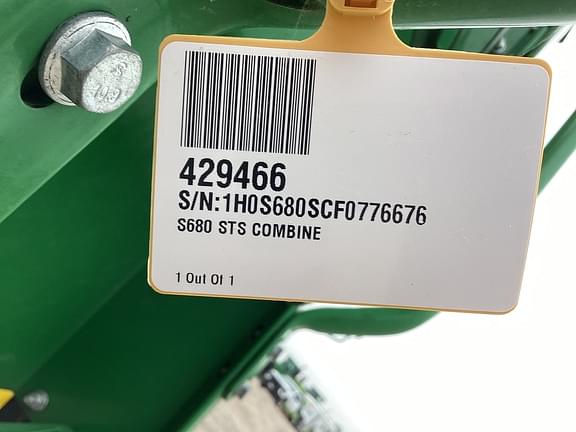 429466
S/N:1H0S680SCF0776676
S680 STS COMBINE
1 Out Of 1